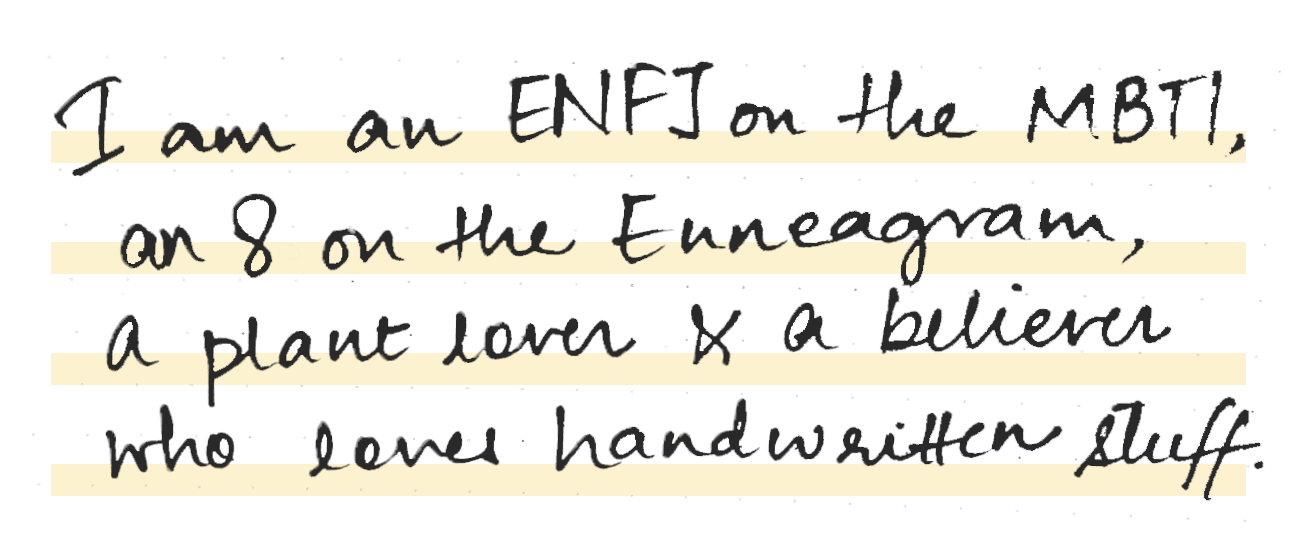 I am an ENFJ on the MBTI,
an 8 on the Enneagram,
a plant lover & a believer
who loves handwritten stuff.